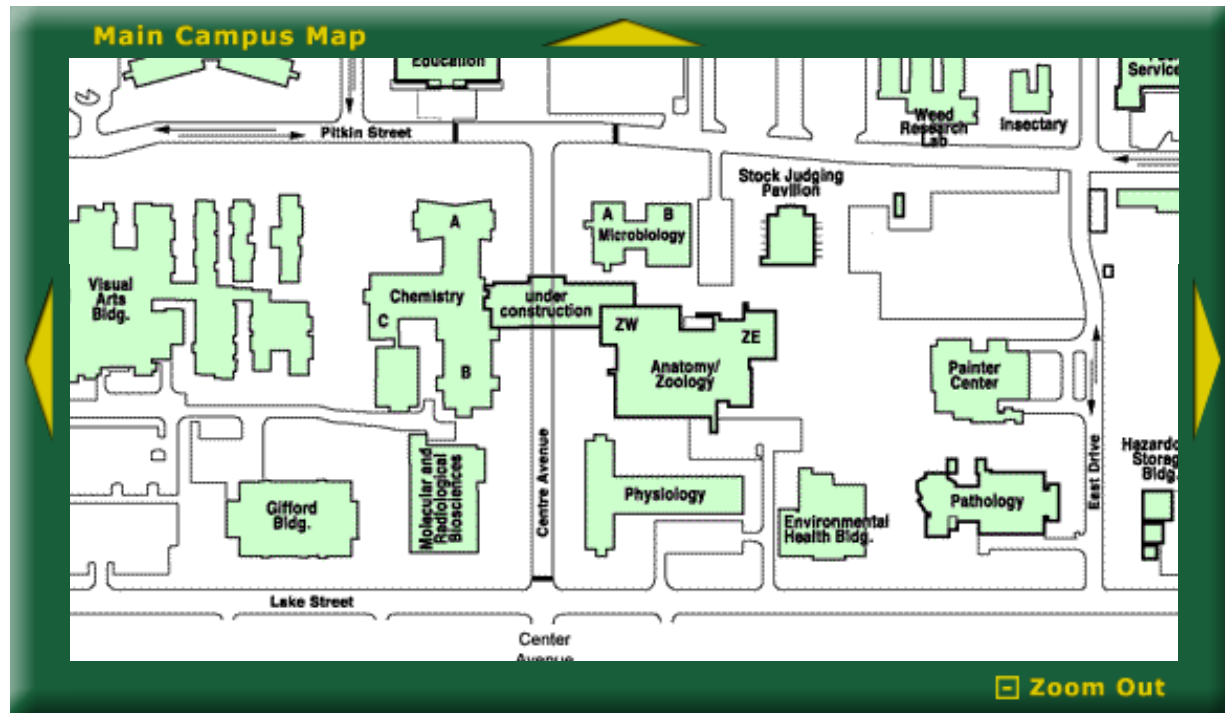 Main Campus Map
Education
Service
Weed
Research
Lab
Insectary
Pitkin Street
Stock Judging
Pavilion
A
A B
Microbiology
Visual
Arts
Bldg.
Chemistry
under
construction
C
ZW
ZE
Anatomy/
Zoology
B
Painter
Center
Centre Avenue
East Drive
Storag
Bldg.
Molecular and
Radiological
Biosciences
Physiology
Pathology
Gifford
Bldg.
Environmental
Health Bldg.
Lake Street
Center
Avenue
Zoom Out